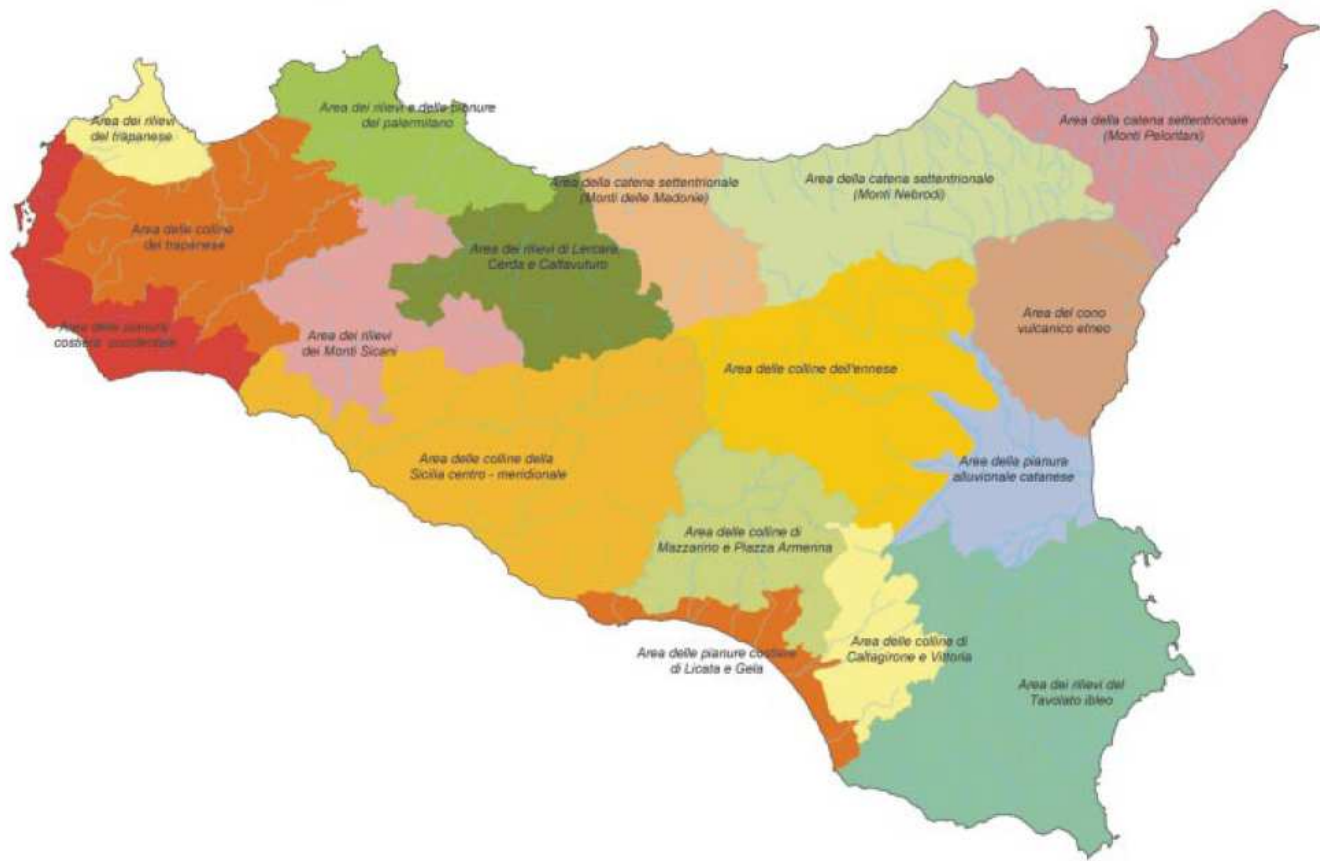 Area dei rilievi
del trapanese
Area dei rilievi e delle pianure
del palermitano
Area della catena settentrionale
(Monti Peloritani)
Area della catena settentrionale
(Monti delle Madonie)
Area della catena settentrionale
(Monti Nebrodi)
Area delle colline
del trapanese
Area dei rilievi di Lercara,
Cerda e Caltavuturo
Area della pianura
costiera occidentale
Area dei rilievi
dei Monti Sicani
Area del cono
vulcanico etneo
Area delle colline dell'ennese
Area delle colline della
Sicilia centro - meridionale
Area della pianura
alluvionale catanese
Area delle colline di
Mazzarino e Piazza Armerina
Area delle pianure costiere
di Licata e Gela
Area delle colline di
Caltagirone e Vittoria
Area dei rilievi del
Tavolato ibleo